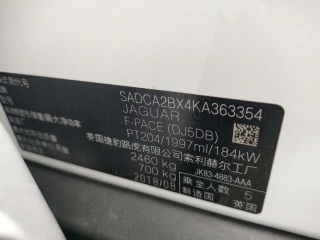 SADCA2BX4KA363354
JAGUAR
F-PACE (DJ5DB)
PT204/1997ml/184kW
英国捷豹路虎有限公司索利赫尔工厂
2460 kg
700 kg
JK83-4883-AAA
2018/08
乘坐人数 5
制造国 英国